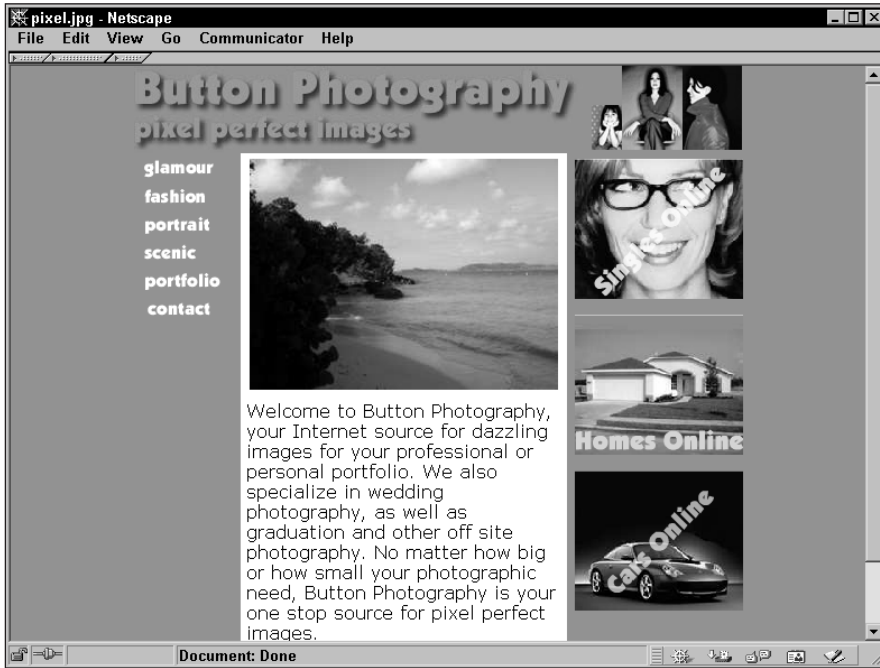 pixel.jpg - Netscape
File Edit View Go Communicator Help
Button Photography
pixel perfect images
glamour
fashion
portrait
scenic
portfolio
contact
Welcome to Button Photography,
your Internet source for dazzling
images for your professional or
personal portfolio. We also
specialize in wedding
photography, as well as
graduation and other off site
photography. No matter how big
or how small your photographic
need, Button Photography is your
one stop source for pixel perfect
images.
Singles Online
Homes Online
Cars Online
Document: Done